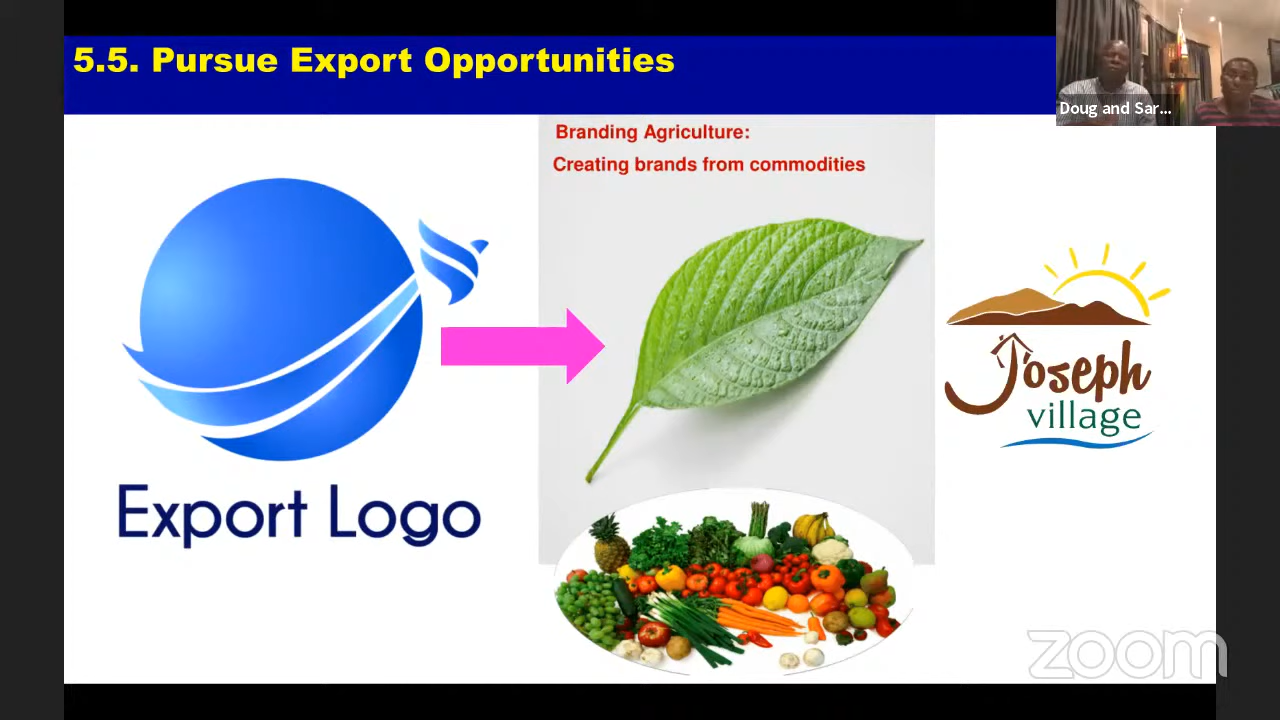 5.5. Pursue Export Opportunities
Doug and Sar...
Branding Agriculture:
Creating brands from commodities
Joseph
village
Export Logo
zoom